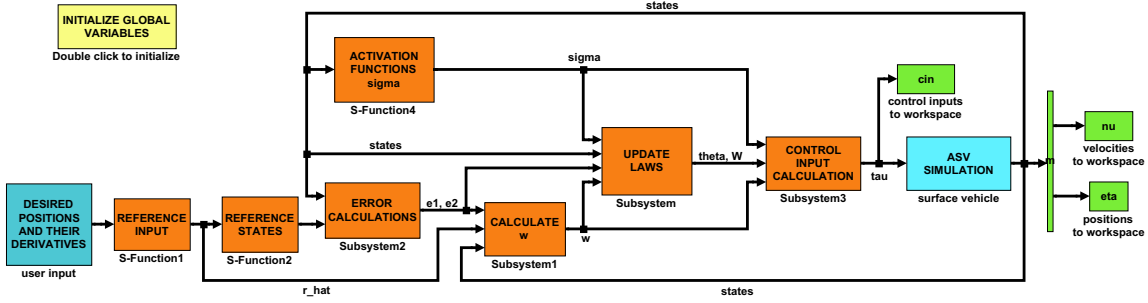 states
INITIALIZE GLOBAL
VARIABLES
Double click to initialize
ACTIVATION
FUNCTIONS
sigma
S-Function4
sigma
cin
control inputs
to workspace
nu
velocities
to workspace
states
UPDATE
LAWS
Subsystem
theta, W
CONTROL
INPUT
CALCULATION
Subsystem3
tau
ASV
SIMULATION
surface vehicle
m
eta
positions
to workspace
DESIRED
POSITIONS
AND THEIR
DERIVATIVES
user input
REFERENCE
INPUT
S-Function1
REFERENCE
STATES
S-Function2
ERROR
CALCULATIONS
Subsystem2
e1, e2
CALCULATE
w
Subsystem1
w
r_hat
states